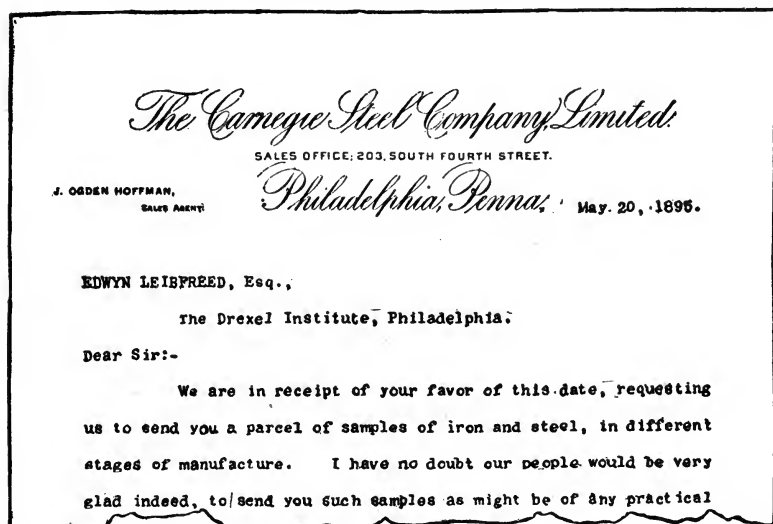 The Carnegie Steel Company, Limited.
SALES OFFICE; 203, SOUTH FOURTH STREET.
J. OGDEN HOFFMAN,
SALES AGENT.
Philadelphia, Penna, May. 20, 1895.
EDWYN LEIBFREED, Esq.,
The Drexel Institute, Philadelphia.
Dear Sir:-
We are in receipt of your favor of this date, requesting
us to send you a parcel of samples of iron and steel, in different
stages of manufacture. I have no doubt our people would be very
glad indeed, to send you such samples as might be of any practical